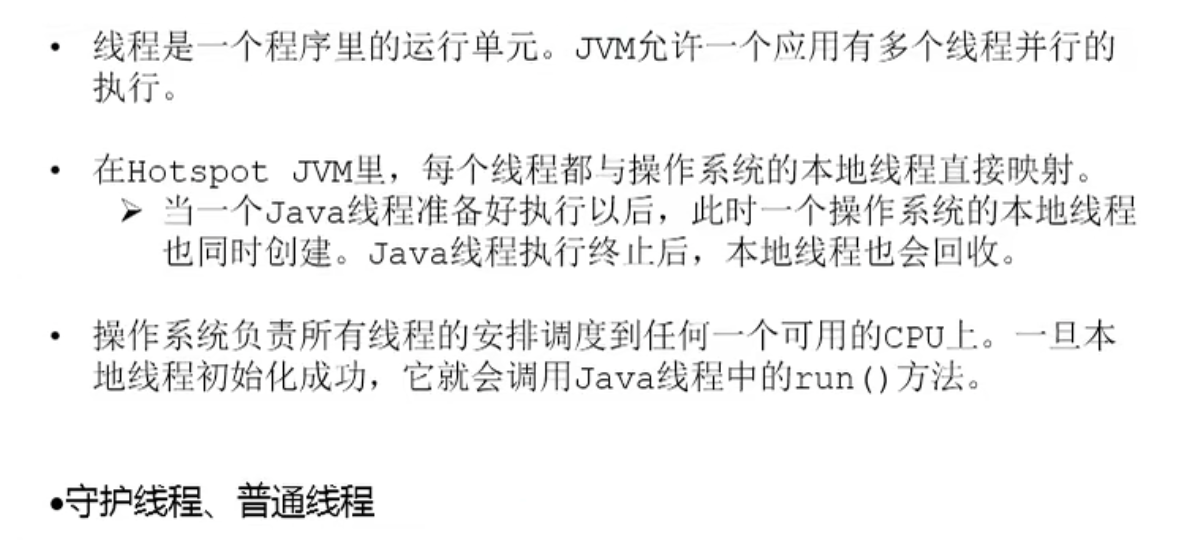 • 线程是一个程序里的运行单元。JVM允许一个应用有多个线程并行的
执行。
• 在Hotspot JVM里，每个线程都与操作系统的本地线程直接映射。
➢ 当一个Java线程准备好执行以后，此时一个操作系统的本地线程
也同时创建。Java线程执行终止后，本地线程也会回收。
• 操作系统负责所有线程的安排调度到任何一个可用的CPU上。一旦本
地线程初始化成功，它就会调用Java线程中的run()方法。
•守护线程、普通线程